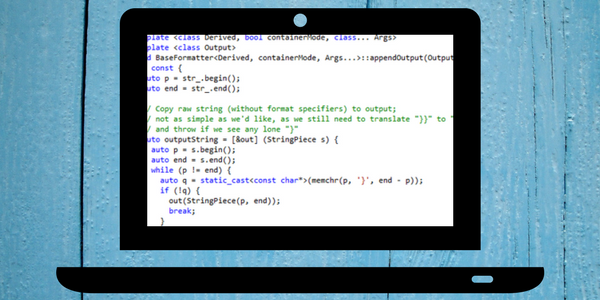 plate <class Derived, bool containerMode, class... Args>
plate <class Output>
d BaseFormatter<Derived, containerMode, Args...>::appendOutput(Output
const {
uto p = str_.begin();
uto end = str_.end();
/ Copy raw string (without format specifiers) to output;
/ not as simple as we'd like, as we still need to translate "}}" to "
/ and throw if we see any lone "}"
uto outputString = [&out] (StringPiece s) {
auto p = s.begin();
auto end = s.end();
while (p != end) {
auto q = static_cast<const char*>(memchr(p, '}', end - p));
if (!q) {
out(StringPiece(p, end));
break;
}